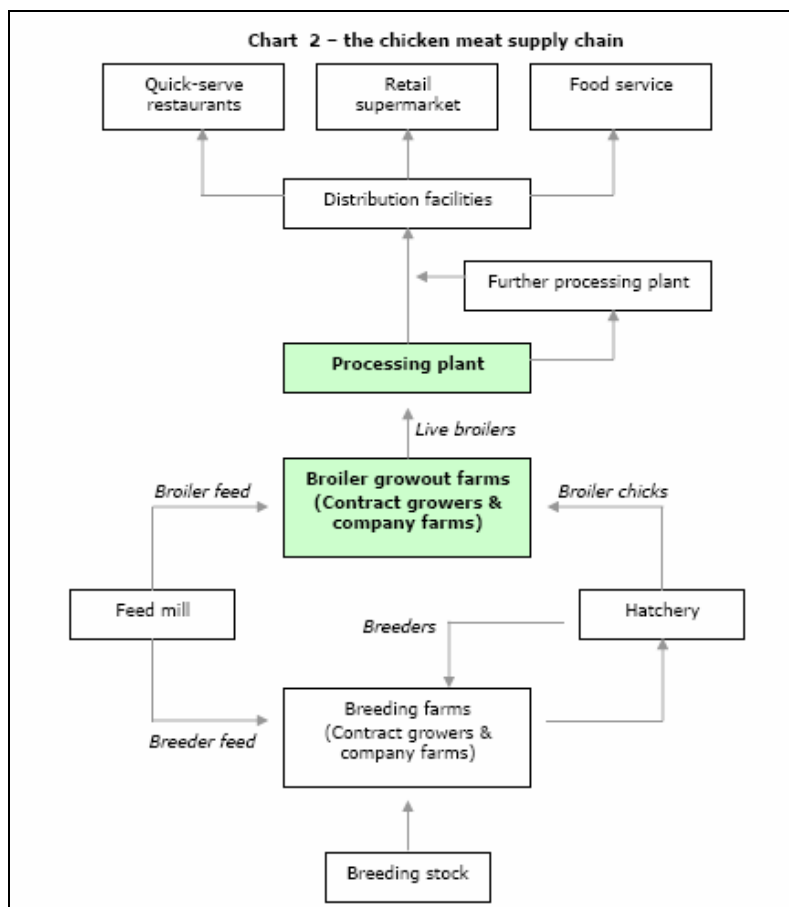 Chart 2 – the chicken meat supply chain
Quick-serve
restaurants
Retail
supermarket
Food service
Distribution facilities
Further processing plant
Processing plant
Live broilers
Broiler feed
Broiler growout farms
(Contract growers &
company farms)
Broiler chicks
Feed mill
Hatchery
Breeders
Breeding farms
(Contract growers &
company farms)
Breeder feed
Breeding stock